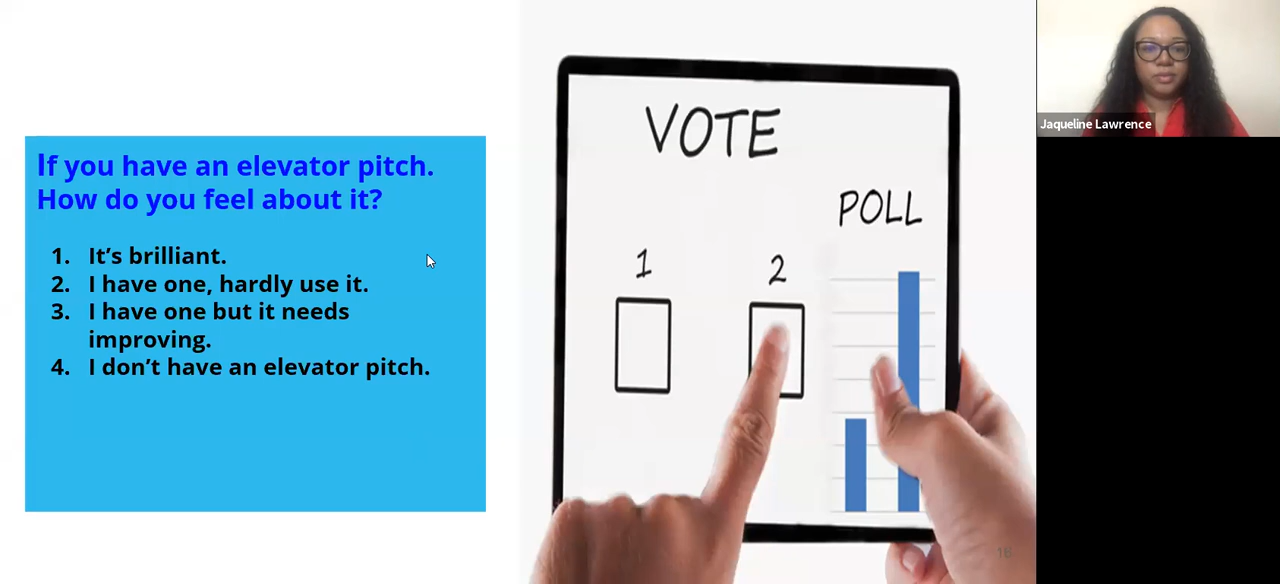 If you have an elevator pitch.
How do you feel about it?
1. It’s brilliant.
2. I have one, hardly use it.
3. I have one but it needs
improving.
4. I don’t have an elevator pitch.
VOTE
POLL
1
2
16
Jaqueline Lawrence